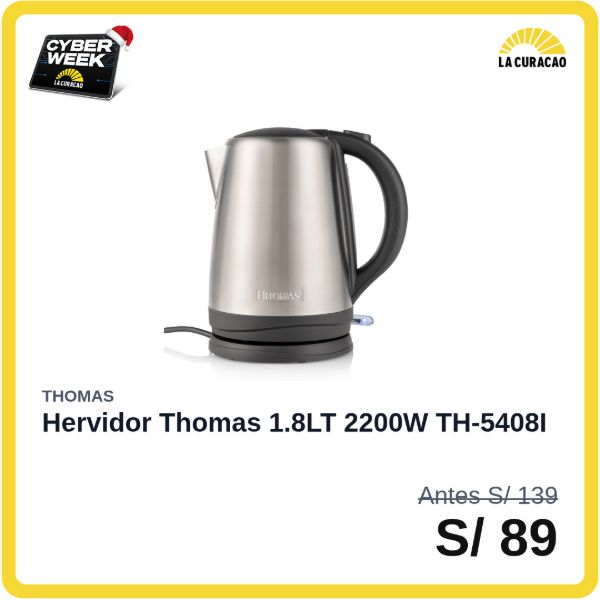 CYBER
WEEK
LA CURACAO
LA CURACAO
THOMAS
THOMAS
Hervidor Thomas 1.8LT 2200W TH-5408I
Antes S/ 139
S/ 89